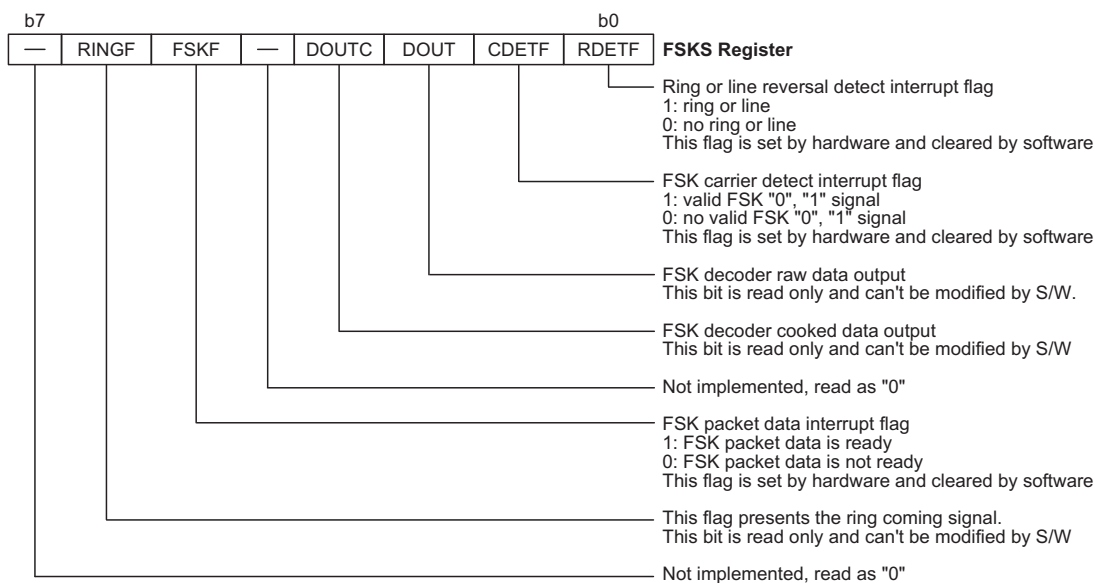 b7 b0
— RINGF FSKF — DOUTC DOUT CDETF RDETF FSKS Register
Ring or line reversal detect interrupt flag
1: ring or line
0: no ring or line
This flag is set by hardware and cleared by software
FSK carrier detect interrupt flag
1: valid FSK "0", "1" signal
0: no valid FSK "0", "1" signal
This flag is set by hardware and cleared by software
FSK decoder raw data output
This bit is read only and can't be modified by S/W.
FSK decoder cooked data output
This bit is read only and can't be modified by S/W
Not implemented, read as "0"
FSK packet data interrupt flag
1: FSK packet data is ready
0: FSK packet data is not ready
This flag is set by hardware and cleared by software
This flag presents the ring coming signal.
This bit is read only and can't be modified by S/W
Not implemented, read as "0"